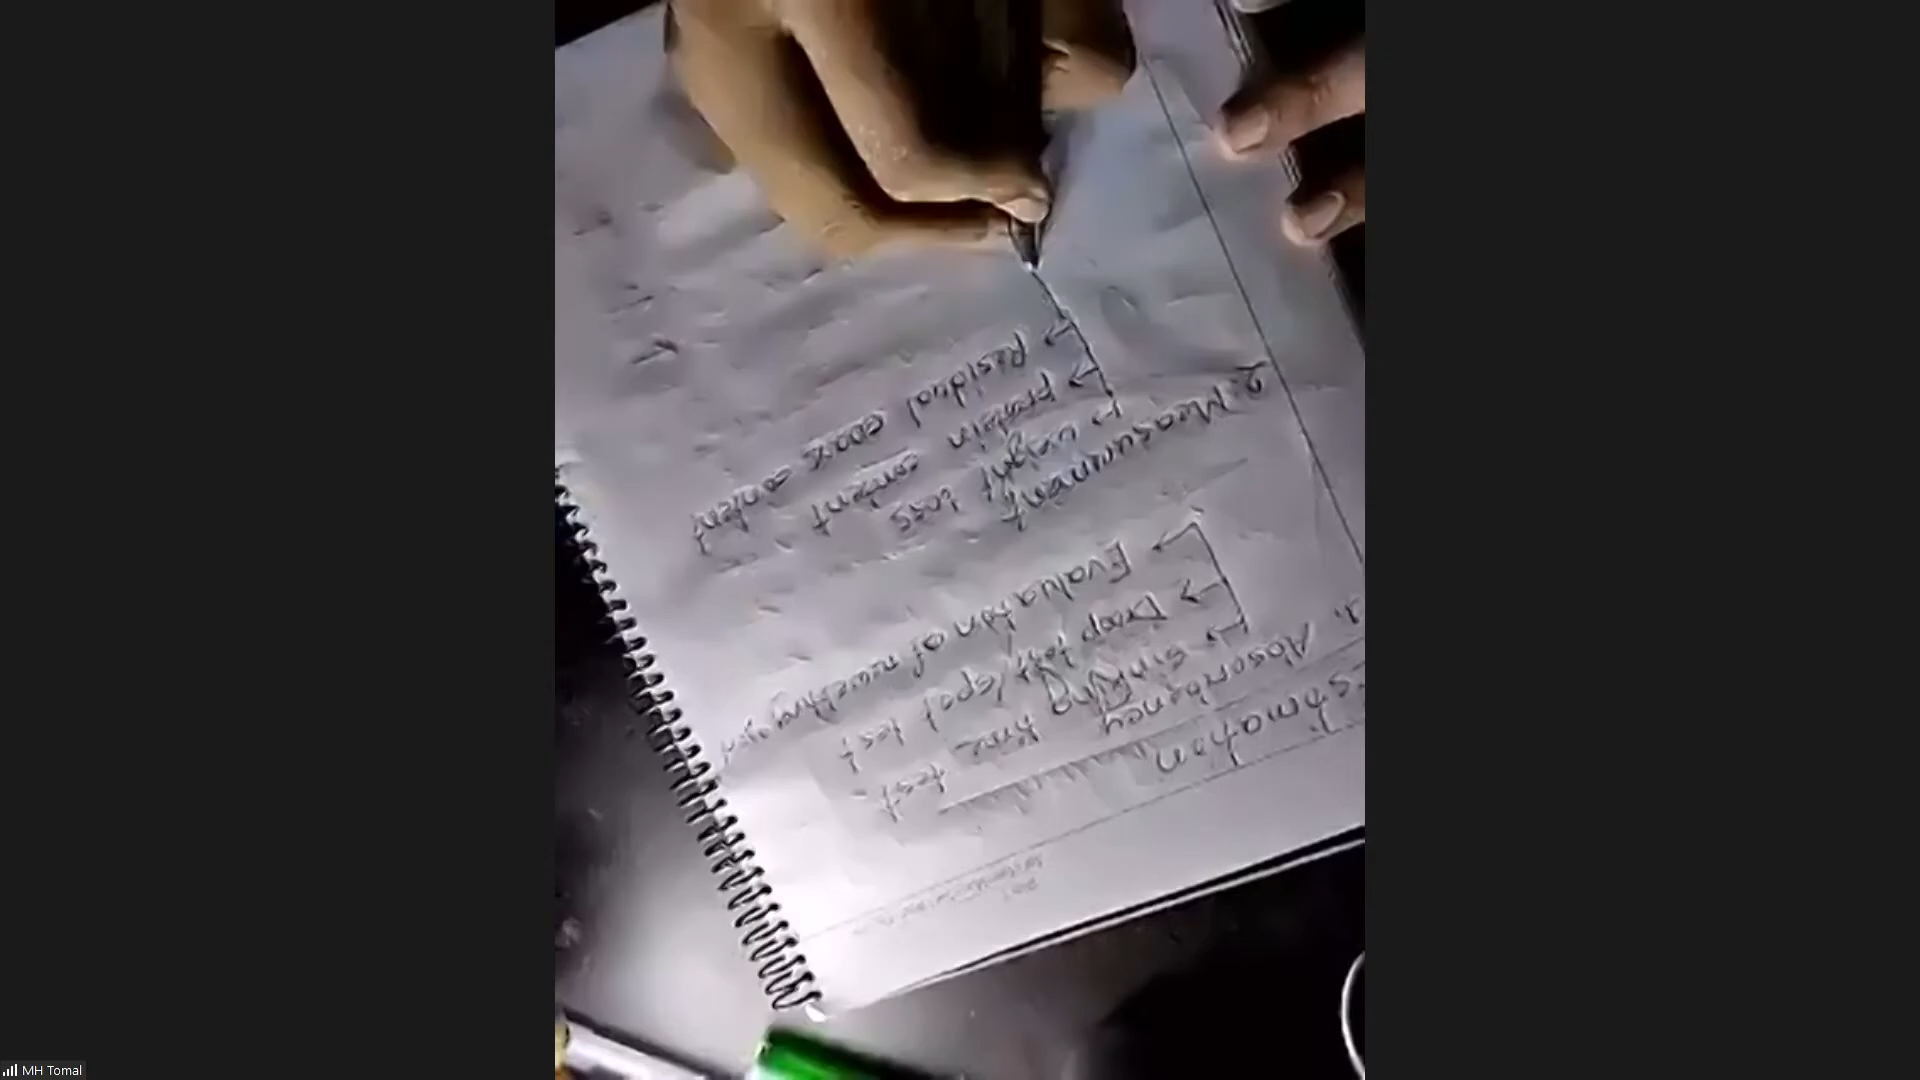 Estimation
1. Absorbency
→ Sinking time test.
→ Drop test / spot test
→ Evaluation of
2. Measurement
→ weight loss
→ protein content
→ Residual content
MH Tomal